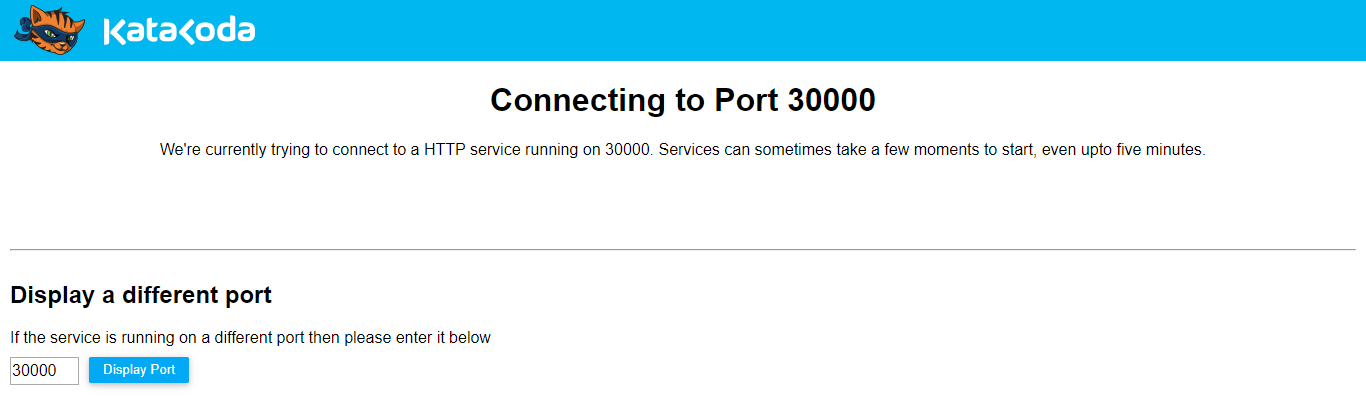 KataKoda
Connecting to Port 30000
We're currently trying to connect to a HTTP service running on 30000. Services can sometimes take a few moments to start, even upto five minutes.
Display a different port
If the service is running on a different port then please enter it below
30000 Display Port